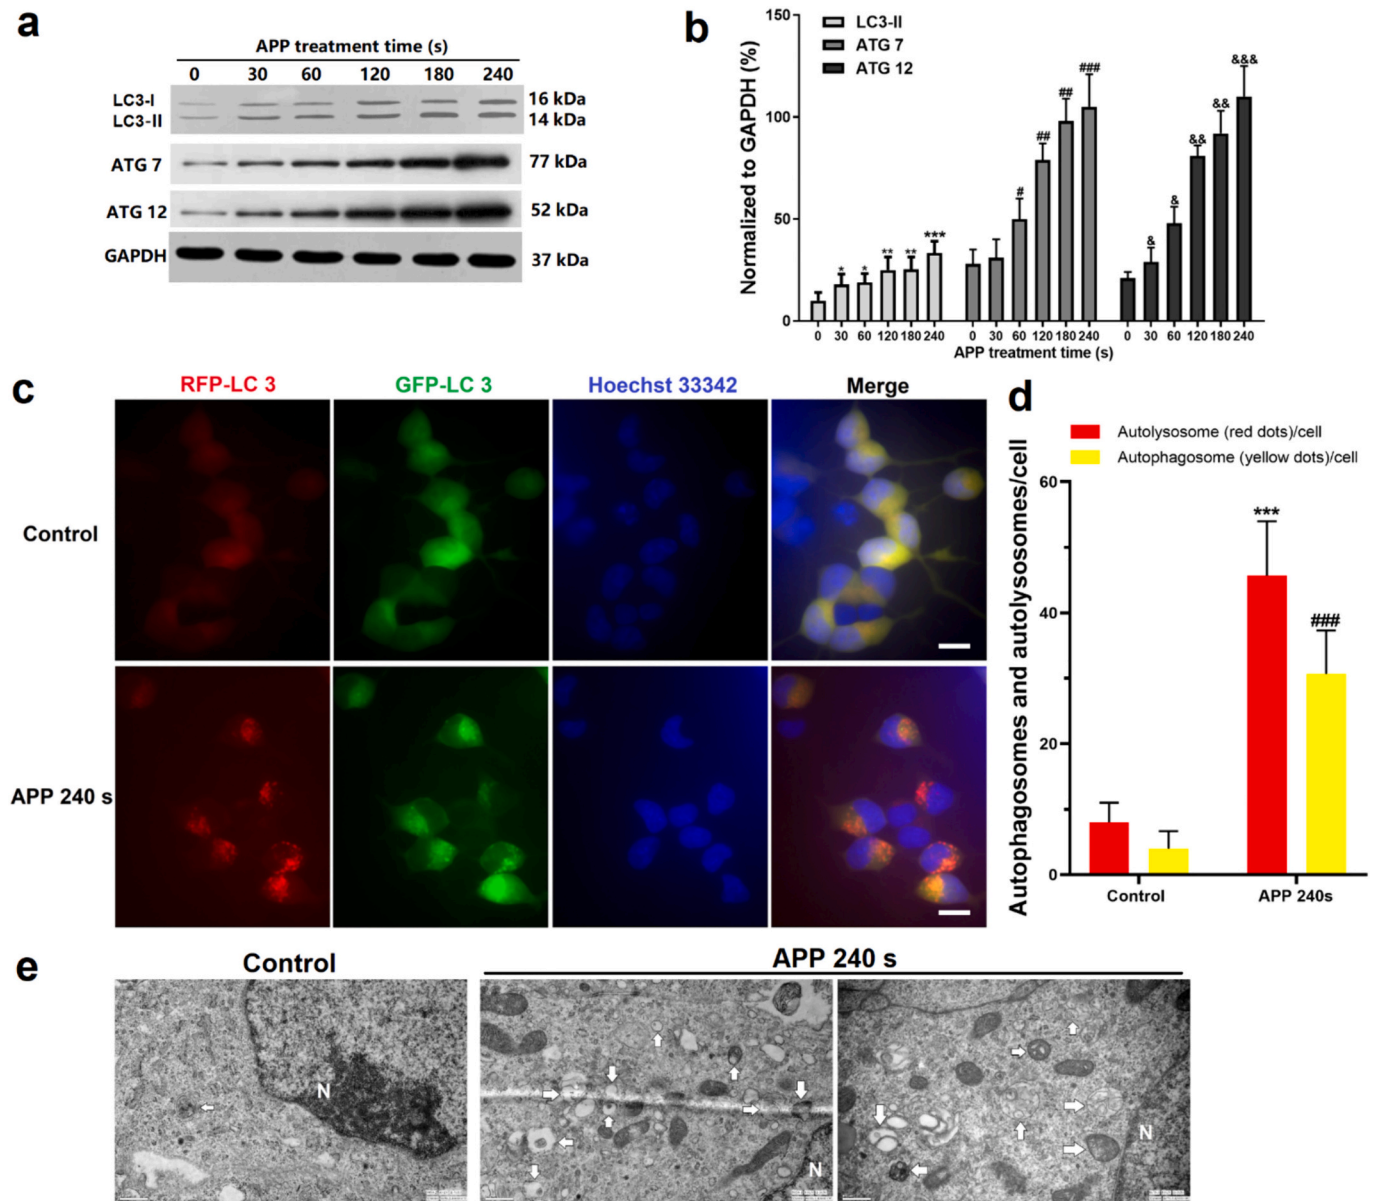 a
APP treatment time (s)
0 30 60 120 180 240
LC3-I 16 kDa
LC3-II 14 kDa
ATG 7 77 kDa
ATG 12 52 kDa
GAPDH 37 kDa
b
Normalized to GAPDH (%)
150
100
50
0
LC3-II
ATG 7
ATG 12
* * ** ** ***
# ## ## ###
& & && && &&&
0 30 60 120 180 240 0 30 60 120 180 240 0 30 60 120 180 240
APP treatment time (s)
c
RFP-LC 3 GFP-LC 3 Hoechst 33342 Merge
Control
APP 240 s
d
Autophagosomes and autolysosomes/cell
Autolysosome (red dots)/cell
Autophagosome (yellow dots)/cell
60
40
20
0
***
###
Control APP 240s
e
Control APP 240 s
N
N
N